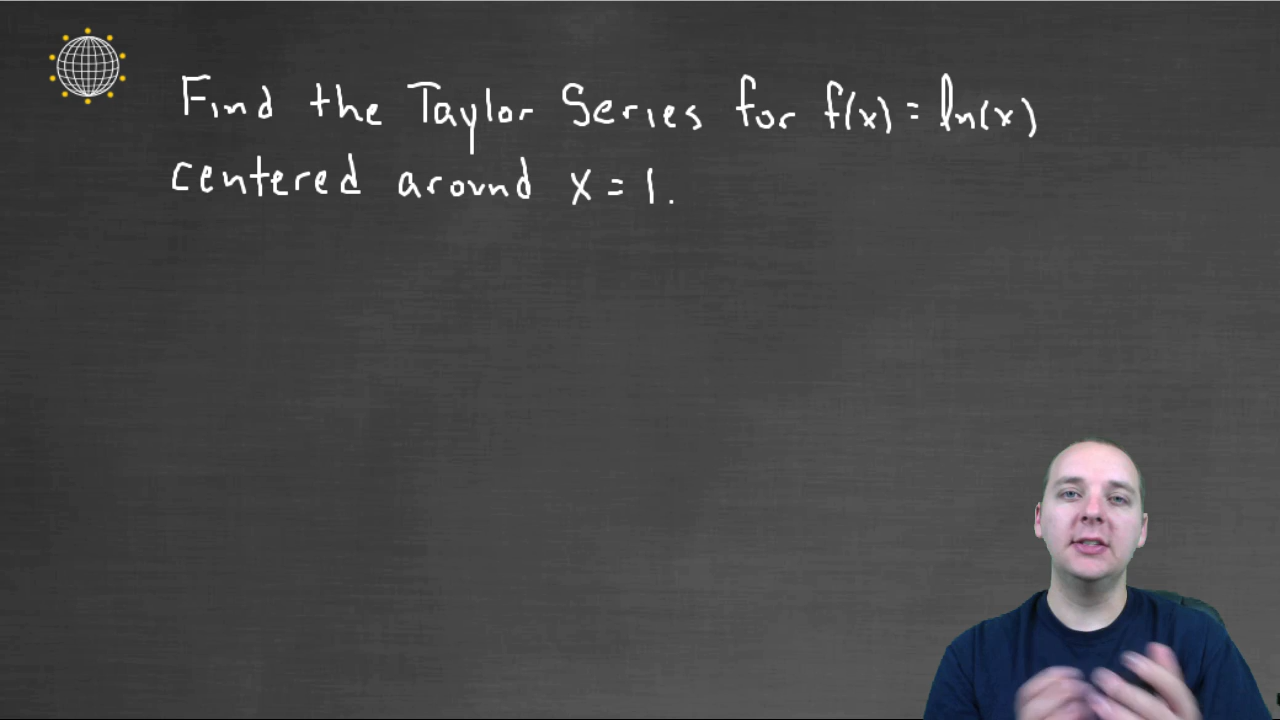 Find the Taylor Series for f(x) = ln(x)
centered around x = 1.